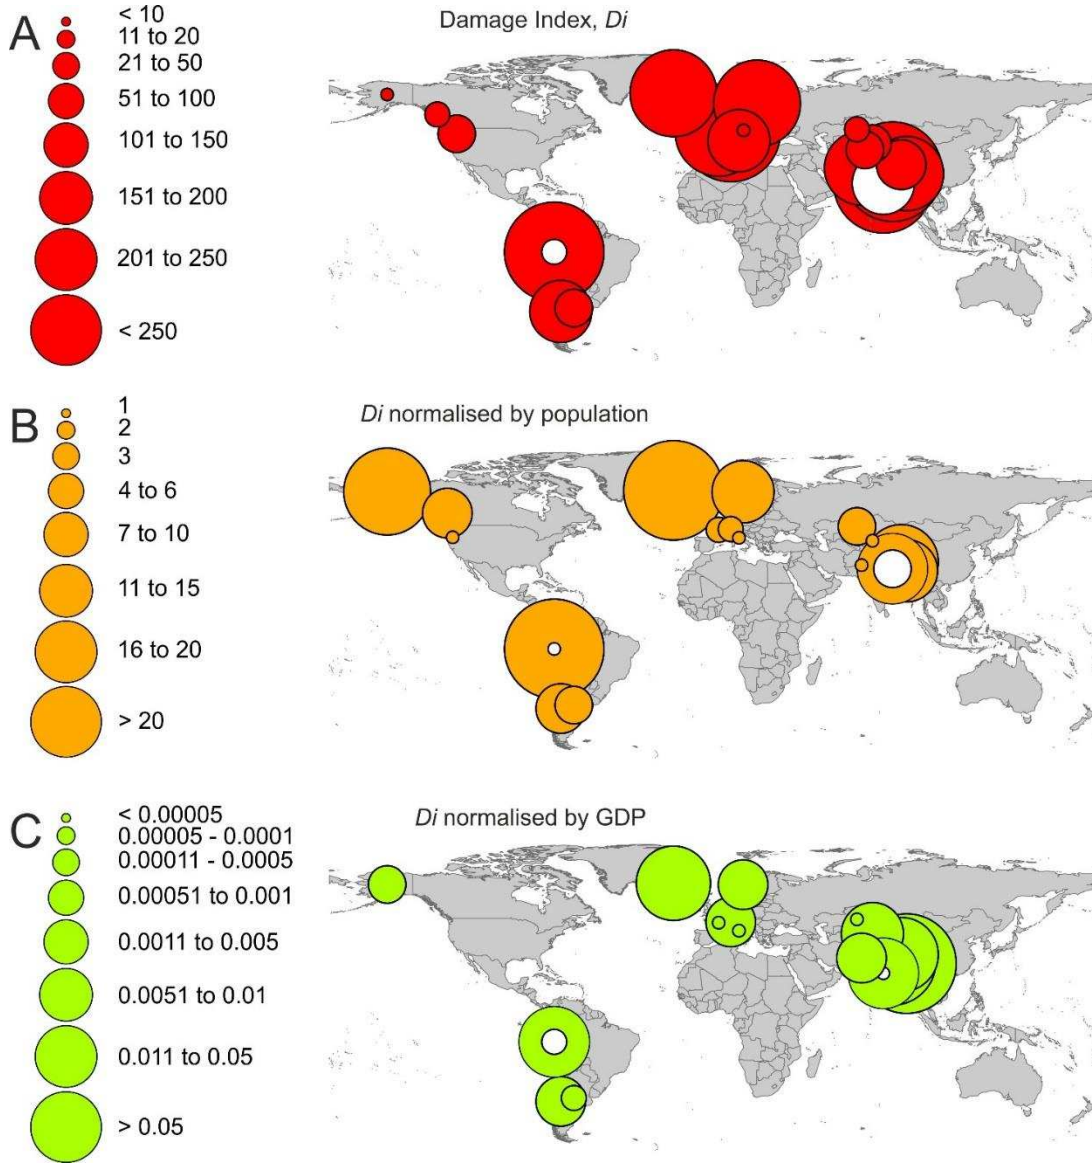 A
Damage Index, Di
< 10
11 to 20
21 to 50
51 to 100
101 to 150
151 to 200
201 to 250
< 250
B
Di normalised by population
1
2
3
4 to 6
7 to 10
11 to 15
16 to 20
> 20
C
Di normalised by GDP
< 0.00005
0.00005 - 0.0001
0.00011 - 0.0005
0.00051 to 0.001
0.0011 to 0.005
0.0051 to 0.01
0.011 to 0.05
> 0.05